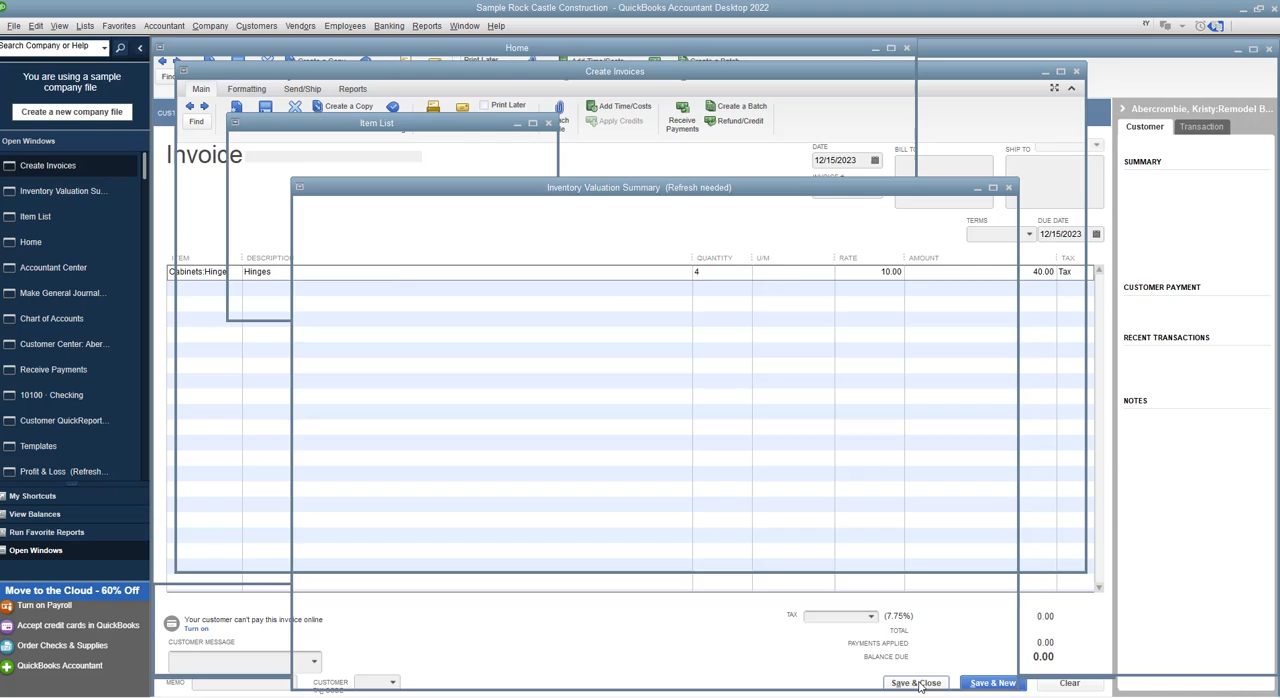 Sample Rock Castle Construction - QuickBooks Accountant Desktop 2022
File Edit View Lists Favorites Accountant Company Customers Vendors Employees Banking Reports Window Help
Search Company or Help
You are using a sample
company file
Create a new company file
Open Windows
Create Invoices
Inventory Valuation Su...
Item List
Home
Accountant Center
Make General Journal...
Chart of Accounts
Customer Center: Aber...
Receive Payments
10100 · Checking
Customer QuickReport...
Templates
Profit & Loss (Refresh...
My Shortcuts
View Balances
Run Favorite Reports
Open Windows
Move to the Cloud - 60% Off
Turn on Payroll
Accept credit cards in QuickBooks
Order Checks & Supplies
QuickBooks Accountant
Home
Create Invoices
Main Formatting Send/Ship Reports
Find
Create a Copy
Print Later
Add Time/Costs
Apply Credits
Receive
Payments
Create a Batch
Refund/Credit
Item List
Inventory Valuation Summary (Refresh needed)
Invoice
DATE
12/15/2023
BILL TO
SHIP TO
TERMS
DUE DATE
12/15/2023
DESCRIPTION QUANTITY U/M RATE AMOUNT TAX
Cabinets:Hinge Hinges 4 10.00 40.00 Tax
Your customer can't pay this invoice online
Turn on
CUSTOMER MESSAGE
MEMO
CUSTOMER
TAX (7.75%) 0.00
TOTAL
PAYMENTS APPLIED 0.00
BALANCE DUE 0.00
Save & Close Save & New Clear
Abercrombie, Kristy:Remodel B...
Customer Transaction
SUMMARY
CUSTOMER PAYMENT
RECENT TRANSACTIONS
NOTES